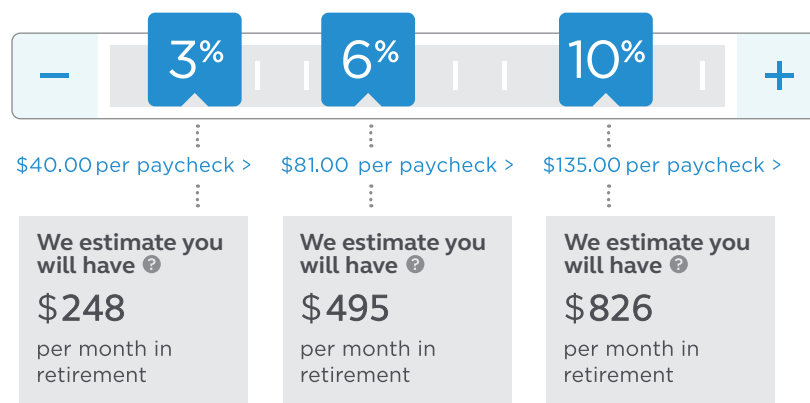 − 3% 6% 10% +
$40.00 per paycheck > $81.00 per paycheck > $135.00 per paycheck >
We estimate you
will have ?
$248
per month in
retirement
We estimate you
will have ?
$495
per month in
retirement
We estimate you
will have ?
$826
per month in
retirement